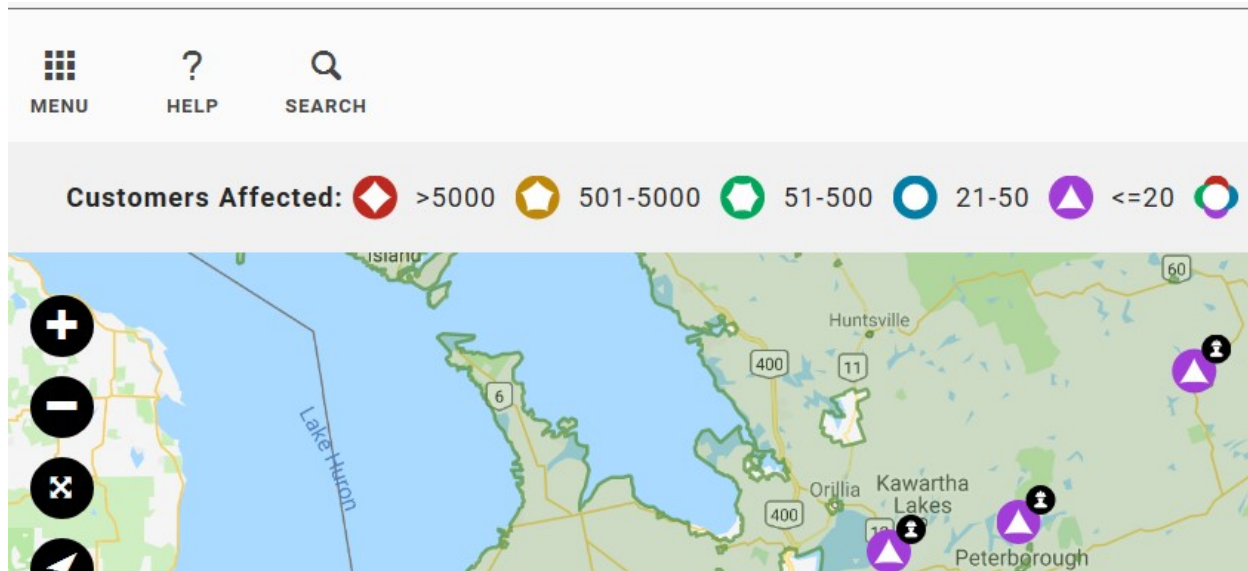 ?
MENU
HELP
SEARCH
Customers Affected: >5000 501-5000 51-500 21-50 <=20
Island
60
Huntsville
400
11
6
Lake Huron
Kawartha
Lakes
Orillia
400
Peterborough